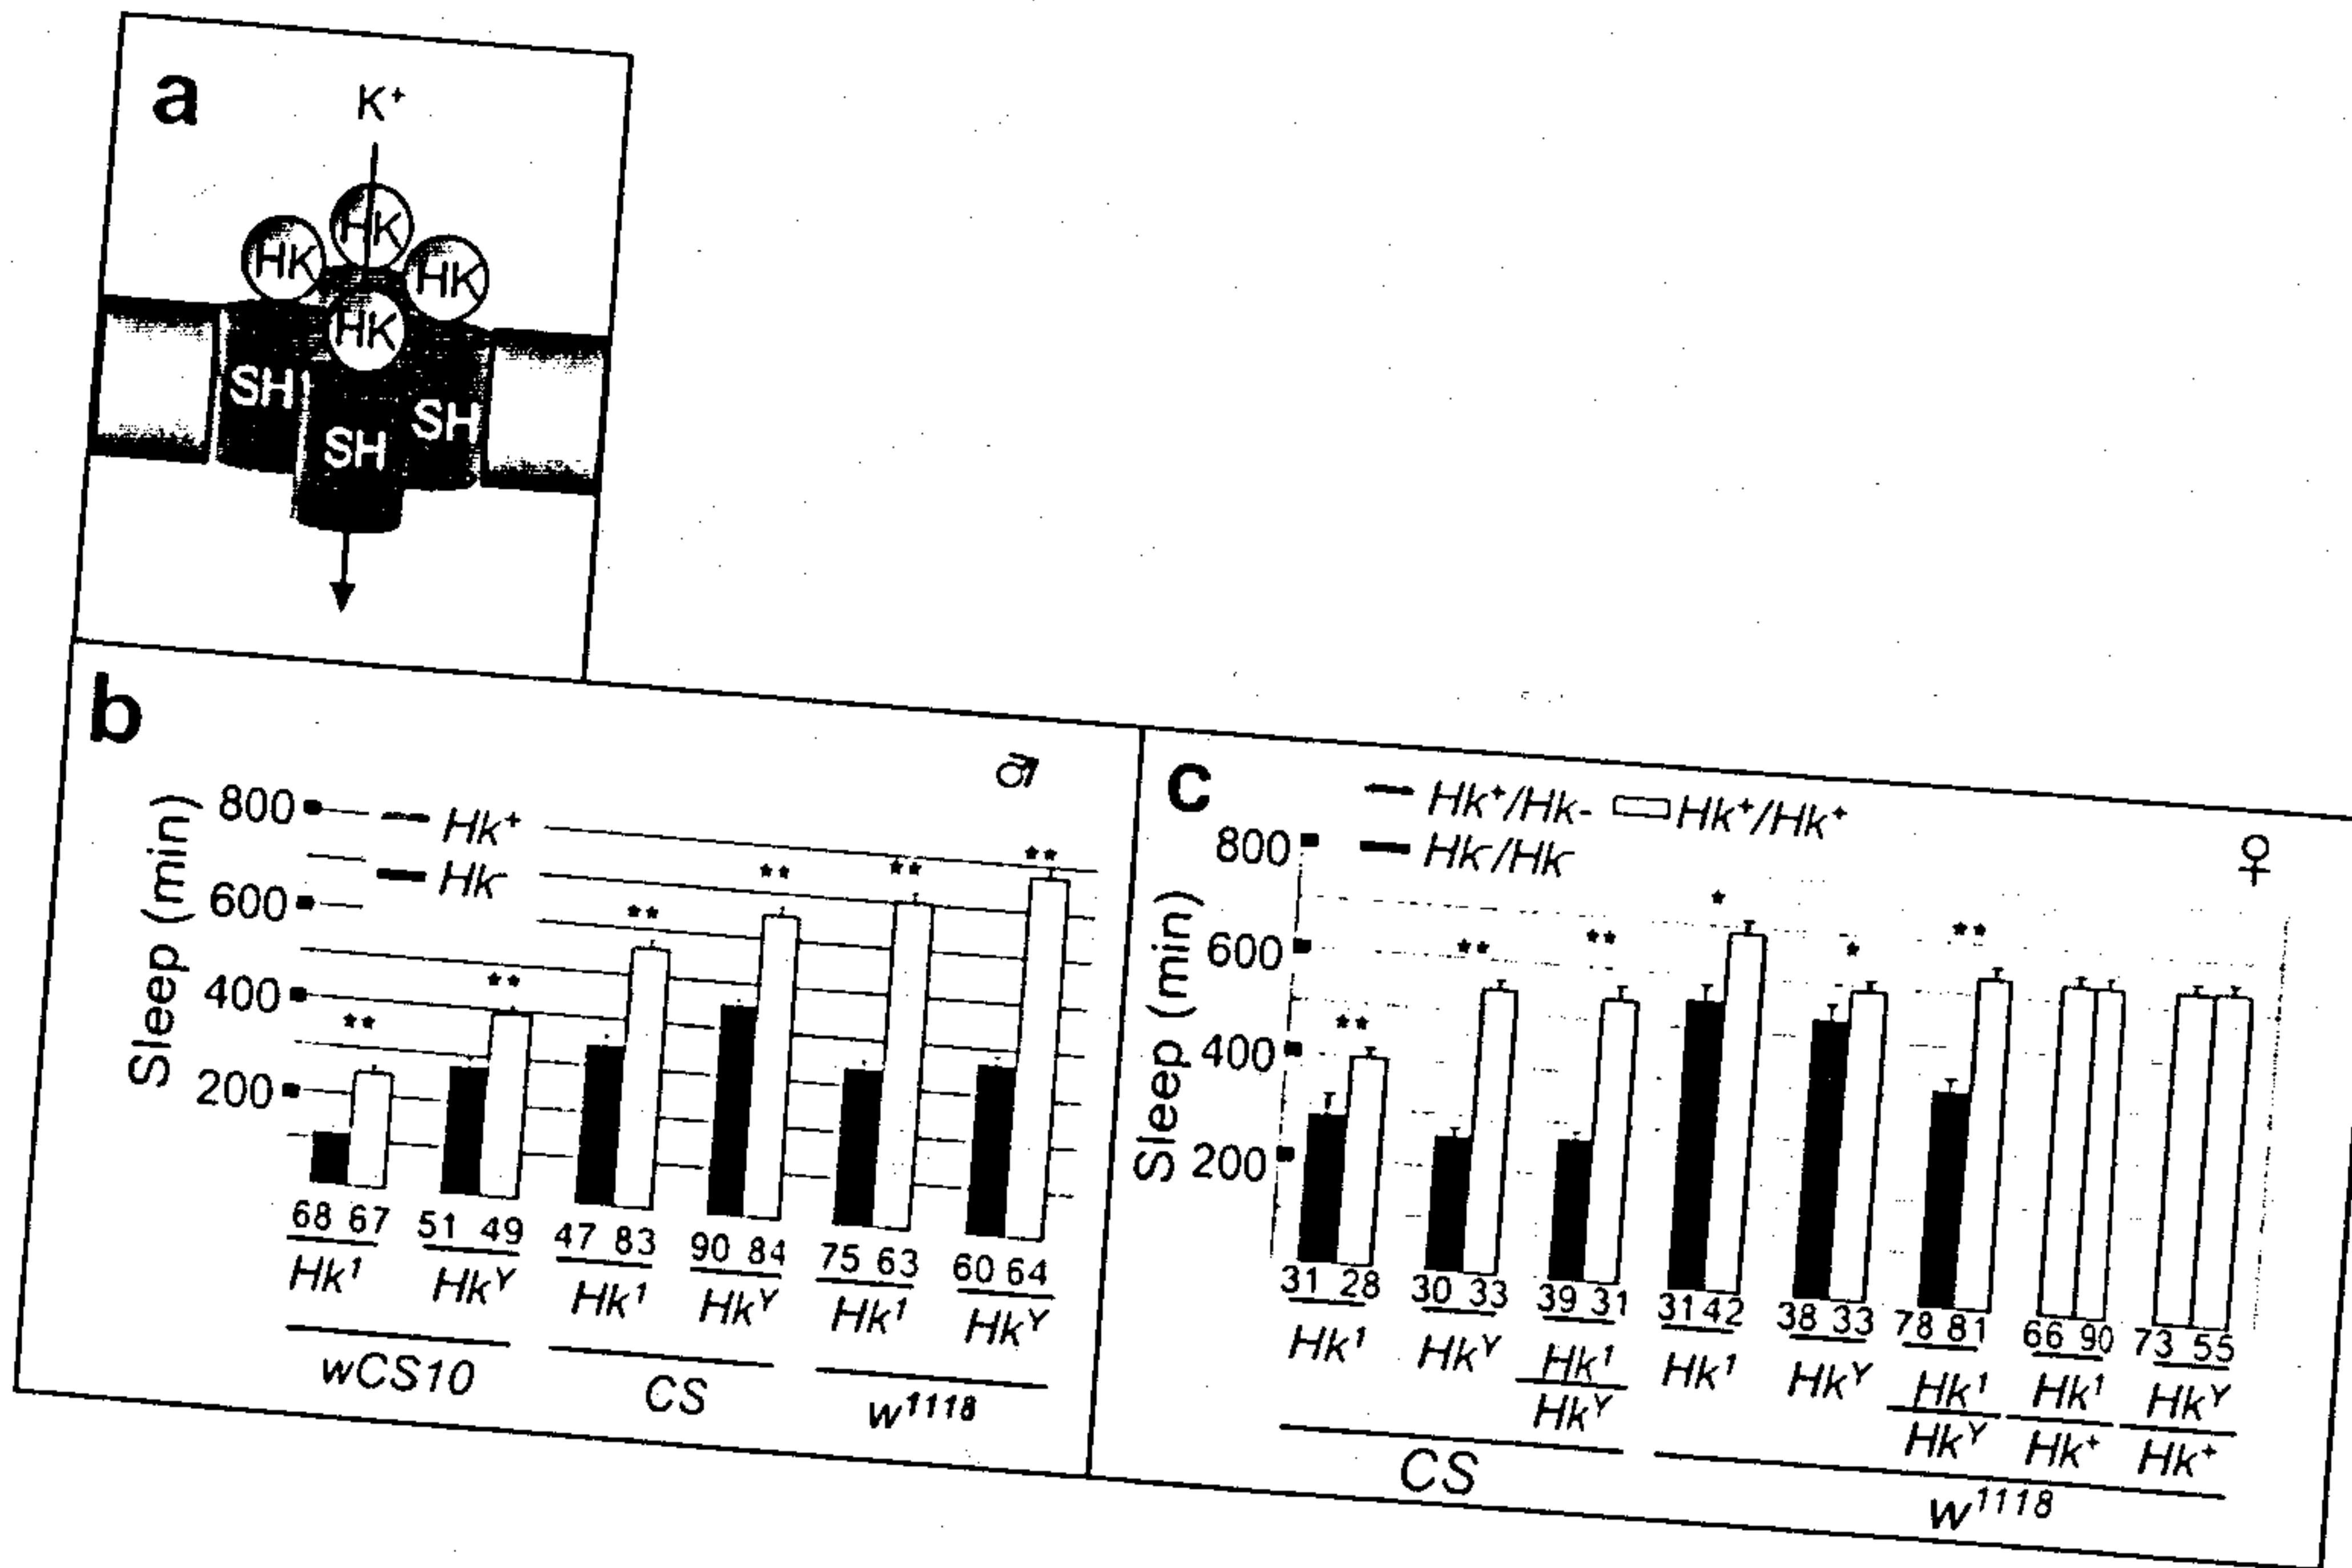 a
K⁺
HK
HK HK
HK
SH SH
SH
b
♂
800
Hk⁺
Hk⁻
600
400
200
Sleep (min)
**
**
**
**
**
**
68 67 51 49 47 83 90 84 75 63 60 64
Hk¹ Hkʸ Hk¹ Hkʸ Hk¹ Hkʸ
wCS10 CS w¹¹¹⁸
c
Hk⁺/Hk- Hk⁺/Hk⁺
Hk⁻/Hk⁻
♀
800
600
400
200
Sleep (min)
** ** ** * * **
31 28 30 33 39 31 31 42 38 33 78 81 66 90 73 55
Hk¹ Hkʸ Hk¹ Hk¹ Hkʸ Hk¹ Hk¹ Hkʸ
Hkʸ Hkʸ Hk⁺ Hk⁺
CS w¹¹¹⁸